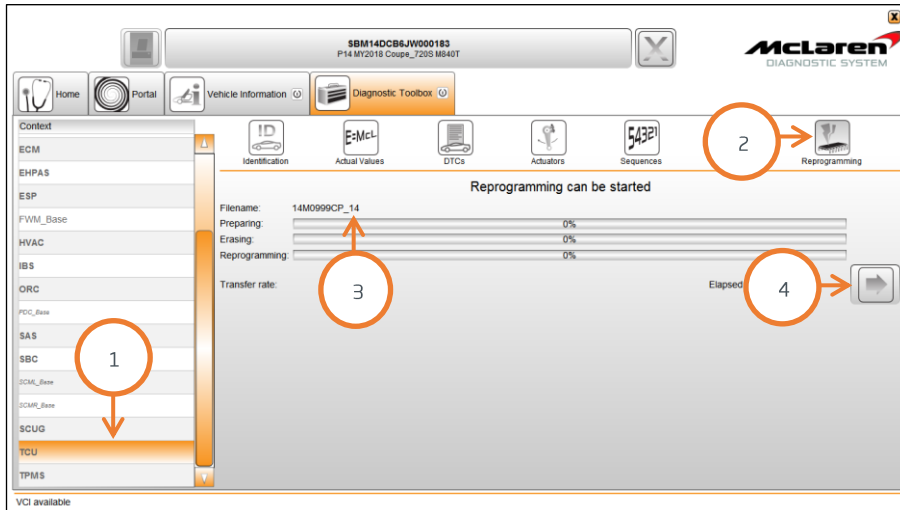 X
SBM14DCB6JW000183
P14 MY2018 Coupe_720S M840T
McLaren
DIAGNOSTIC SYSTEM
Home
Portal
Vehicle Information
Diagnostic Toolbox
Context
ECM
EHPAS
ESP
FWM_Base
HVAC
IBS
ORC
PDC_Base
SAS
SBC
SCML_Base
SCMR_Base
SCUG
TCU
TPMS
ID
Identification
E=McL
Actual Values
DTCs
Actuators
54321
Sequences
2
Reprogramming
Reprogramming can be started
Filename: 14M0999CP_14
Preparing: 0%
Erasing: 0%
Reprogramming: 0%
Transfer rate:
Elapsed
3
4
1
VCI available